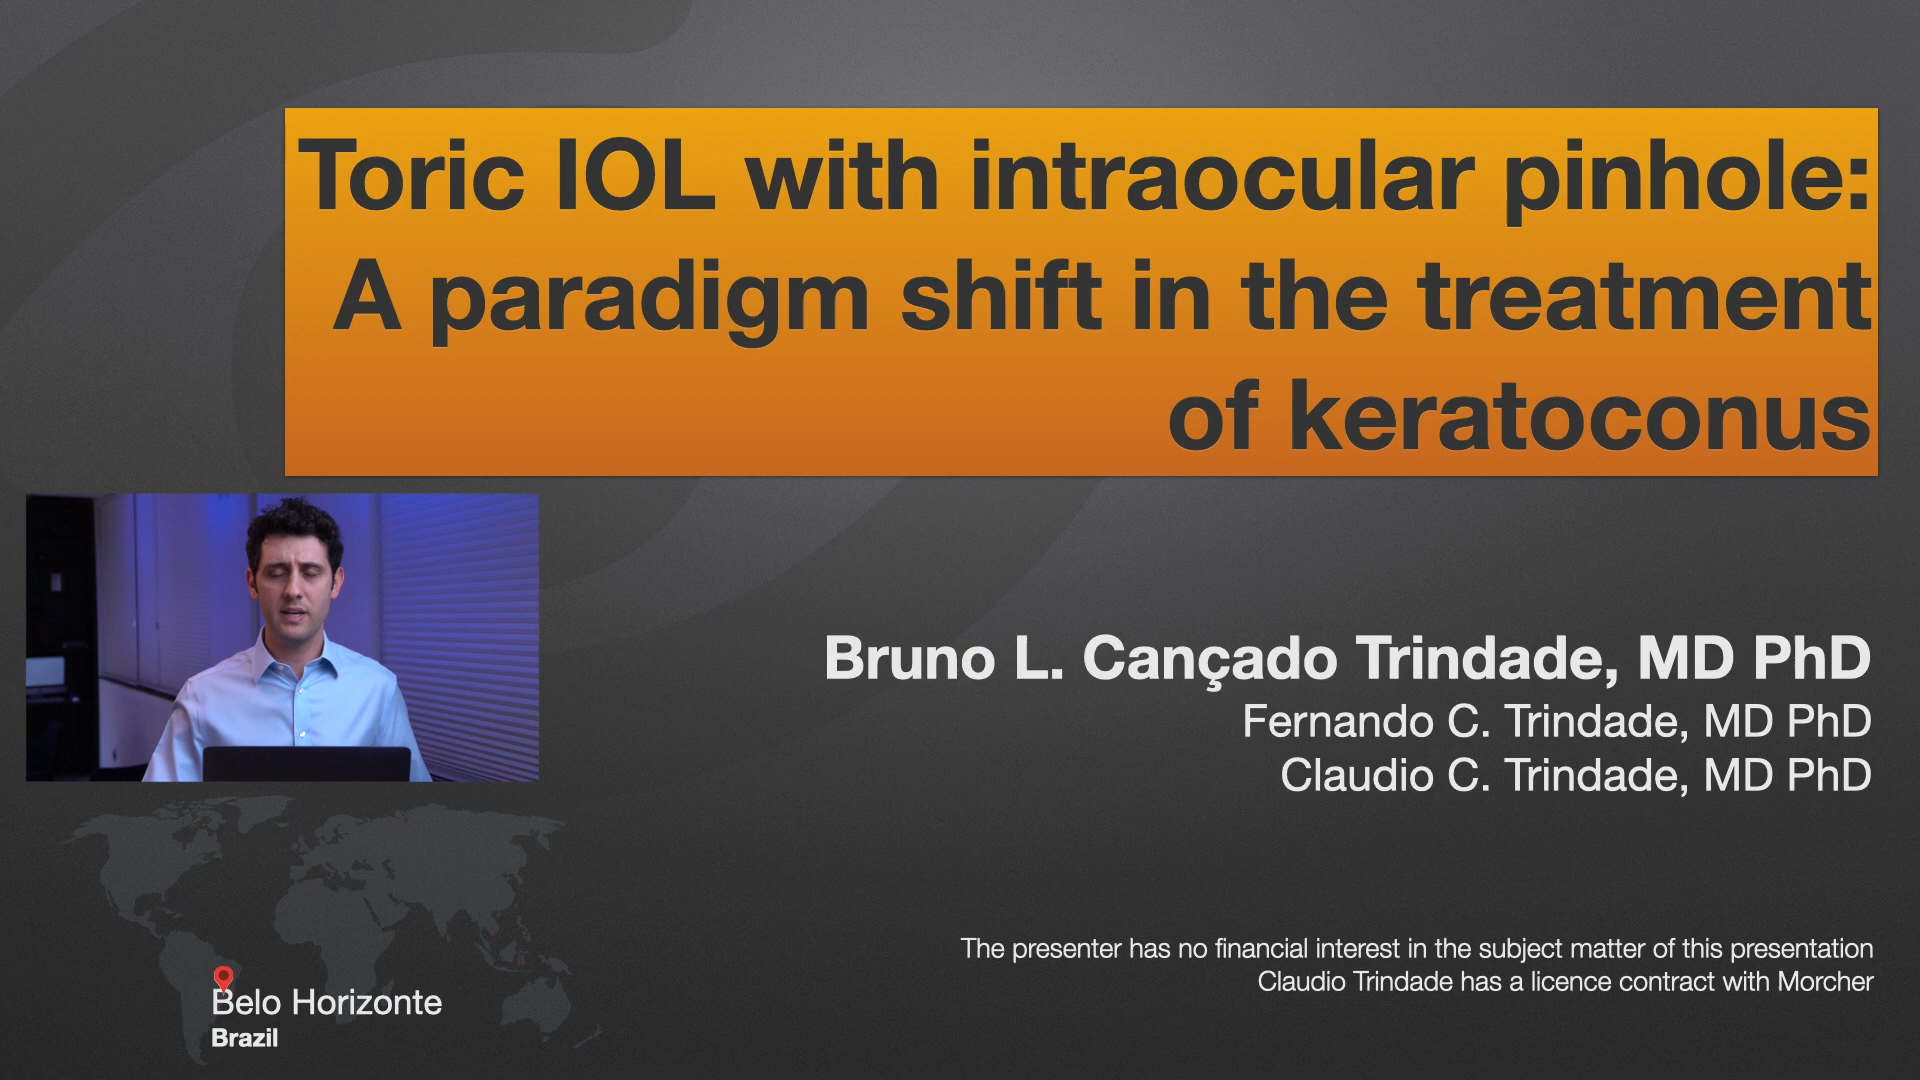 Toric IOL with intraocular pinhole:
A paradigm shift in the treatment
of keratoconus
Bruno L. Cançado Trindade, MD PhD
Fernando C. Trindade, MD PhD
Claudio C. Trindade, MD PhD
The presenter has no financial interest in the subject matter of this presentation
Claudio Trindade has a licence contract with Morcher
Belo Horizonte
Brazil